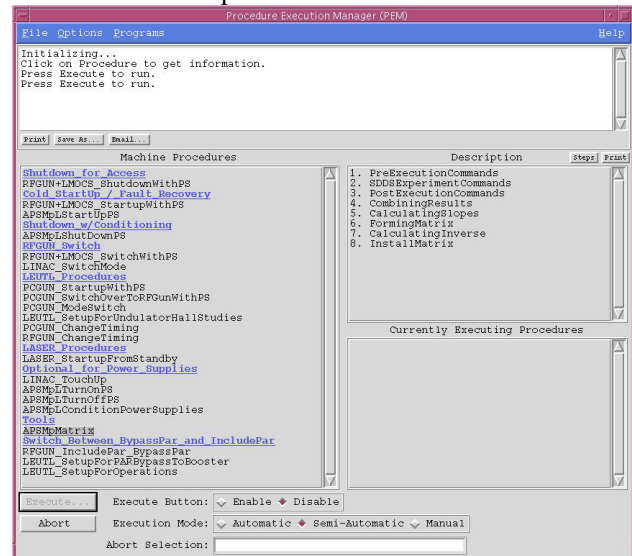 Procedure Execution Manager (PEM)
File Options Programs Help
Initializing...
Click on Procedure to get information.
Press Execute to run.
Press Execute to run.
Print Save As... Email...
Machine Procedures
Shutdown_for_Access
RFGUN+LMOCS_ShutdownWithPS
Cold_StartUp_/_Fault_Recovery
RFGUN+LMOCS_StartupWithPS
APSMpLStartUpPS
Shutdown_w/Conditioning
APSMpLShutDownPS
RFGUN_Switch
RFGUN+LMOCS_SwitchWithPS
LINAC_SwitchMode
LEUTL_Procedures
PCGUN_StartupWithPS
PCGUN_SwitchOverToRFGunWithPS
PCGUN_ModeSwitch
LEUTL_SetupForUndulatorHallStudies
PCGUN_ChangeTiming
RFGUN_ChangeTiming
LASER_Procedures
LASER_StartupFromStandby
Optional_for_Power_Supplies
LINAC_TouchUp
APSMpLTurnOnPS
APSMpLTurnOffPS
APSMpLConditionPowerSupplies
Tools
APSMpMatrix
Switch_Between_BypassPar_and_IncludePar
RFGUN_IncludePar_BypassPar
LEUTL_SetupForPARBypassToBooster
LEUTL_SetupForOperations
Description Steps Print
1. PreExecutionCommands
2. SDDSExperimentCommands
3. PostExecutionCommands
4. CombiningResults
5. CalculatingSlopes
6. FormingMatrix
7. CalculatingInverse
8. InstallMatrix
Currently Executing Procedures
Execute... Execute Button: Enable Disable
Abort Execution Mode: Automatic Semi-Automatic Manual
Abort Selection: